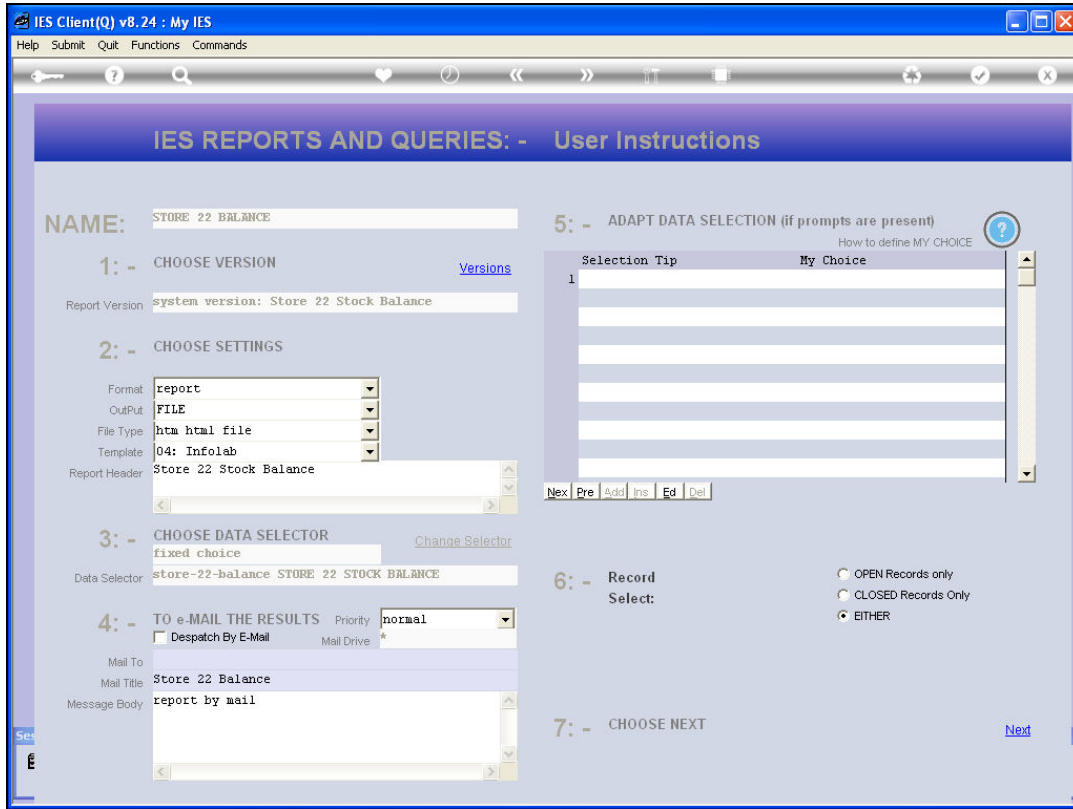 IES Client(Q) v8.24 : My IES
Help Submit Quit Functions Commands
IES REPORTS AND QUERIES: - User Instructions
NAME: STORE 22 BALANCE
1: - CHOOSE VERSION Versions
Report Version system version: Store 22 Stock Balance
2: - CHOOSE SETTINGS
Format report
OutPut FILE
File Type htm html file
Template 04: Infolab
Report Header Store 22 Stock Balance
3: - CHOOSE DATA SELECTOR Change Selector
fixed choice
Data Selector store-22-balance STORE 22 STOCK BALANCE
4: - TO e-MAIL THE RESULTS Priority normal
Despatch By E-Mail Mail Drive *
Mail To
Mail Title Store 22 Balance
Message Body report by mail
5: - ADAPT DATA SELECTION (if prompts are present)
How to define MY CHOICE ?
Selection Tip My Choice
1
Nex Pre Add Ins Ed Del
6: - Record Select:
OPEN Records only
CLOSED Records Only
EITHER
7: - CHOOSE NEXT Next